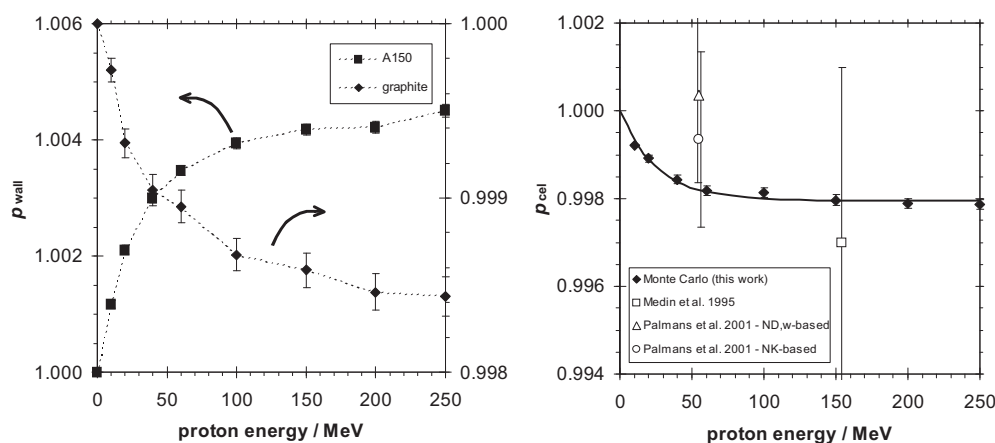 1.006
1.004
1.002
1.000
p wall
0 50 100 150 200 250
proton energy / MeV
1.000
0.999
0.998
A150
graphite
1.002
1.000
0.998
0.996
0.994
p cel
0 50 100 150 200 250
proton energy / MeV
Monte Carlo (this work)
Medin et al. 1995
Palmans et al. 2001 - ND,w-based
Palmans et al. 2001 - NK-based